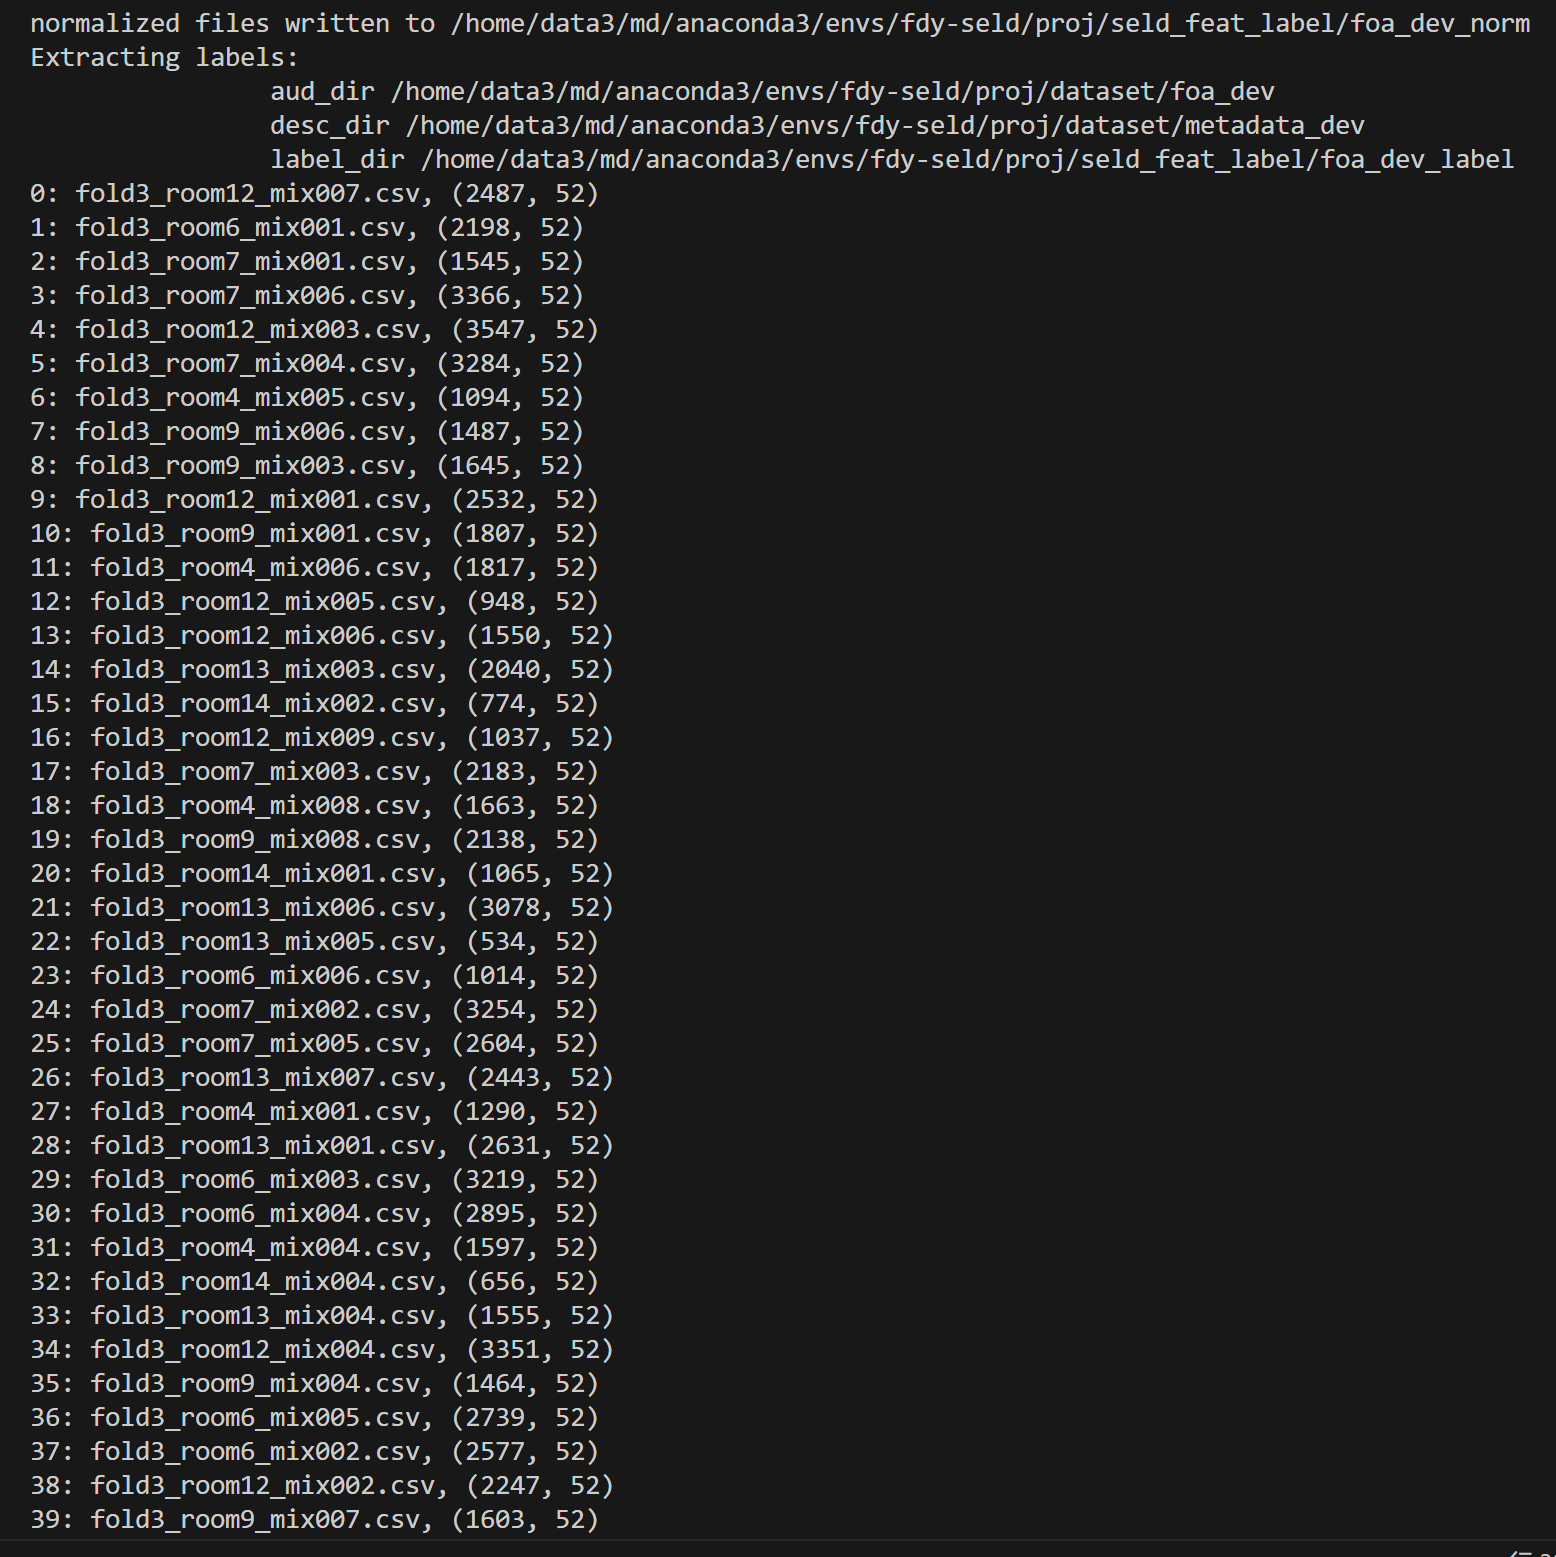 normalized files written to /home/data3/md/anaconda3/envs/fdy-seld/proj/seld_feat_label/foa_dev_norm
Extracting labels:
aud_dir /home/data3/md/anaconda3/envs/fdy-seld/proj/dataset/foa_dev
desc_dir /home/data3/md/anaconda3/envs/fdy-seld/proj/dataset/metadata_dev
label_dir /home/data3/md/anaconda3/envs/fdy-seld/proj/seld_feat_label/foa_dev_label
0: fold3_room12_mix007.csv, (2487, 52)
1: fold3_room6_mix001.csv, (2198, 52)
2: fold3_room7_mix001.csv, (1545, 52)
3: fold3_room7_mix006.csv, (3366, 52)
4: fold3_room12_mix003.csv, (3547, 52)
5: fold3_room7_mix004.csv, (3284, 52)
6: fold3_room4_mix005.csv, (1094, 52)
7: fold3_room9_mix006.csv, (1487, 52)
8: fold3_room9_mix003.csv, (1645, 52)
9: fold3_room12_mix001.csv, (2532, 52)
10: fold3_room9_mix001.csv, (1807, 52)
11: fold3_room4_mix006.csv, (1817, 52)
12: fold3_room12_mix005.csv, (948, 52)
13: fold3_room12_mix006.csv, (1550, 52)
14: fold3_room13_mix003.csv, (2040, 52)
15: fold3_room14_mix002.csv, (774, 52)
16: fold3_room12_mix009.csv, (1037, 52)
17: fold3_room7_mix003.csv, (2183, 52)
18: fold3_room4_mix008.csv, (1663, 52)
19: fold3_room9_mix008.csv, (2138, 52)
20: fold3_room14_mix001.csv, (1065, 52)
21: fold3_room13_mix006.csv, (3078, 52)
22: fold3_room13_mix005.csv, (534, 52)
23: fold3_room6_mix006.csv, (1014, 52)
24: fold3_room7_mix002.csv, (3254, 52)
25: fold3_room7_mix005.csv, (2604, 52)
26: fold3_room13_mix007.csv, (2443, 52)
27: fold3_room4_mix001.csv, (1290, 52)
28: fold3_room13_mix001.csv, (2631, 52)
29: fold3_room6_mix003.csv, (3219, 52)
30: fold3_room6_mix004.csv, (2895, 52)
31: fold3_room4_mix004.csv, (1597, 52)
32: fold3_room14_mix004.csv, (656, 52)
33: fold3_room13_mix004.csv, (1555, 52)
34: fold3_room12_mix004.csv, (3351, 52)
35: fold3_room9_mix004.csv, (1464, 52)
36: fold3_room6_mix005.csv, (2739, 52)
37: fold3_room6_mix002.csv, (2577, 52)
38: fold3_room12_mix002.csv, (2247, 52)
39: fold3_room9_mix007.csv, (1603, 52)